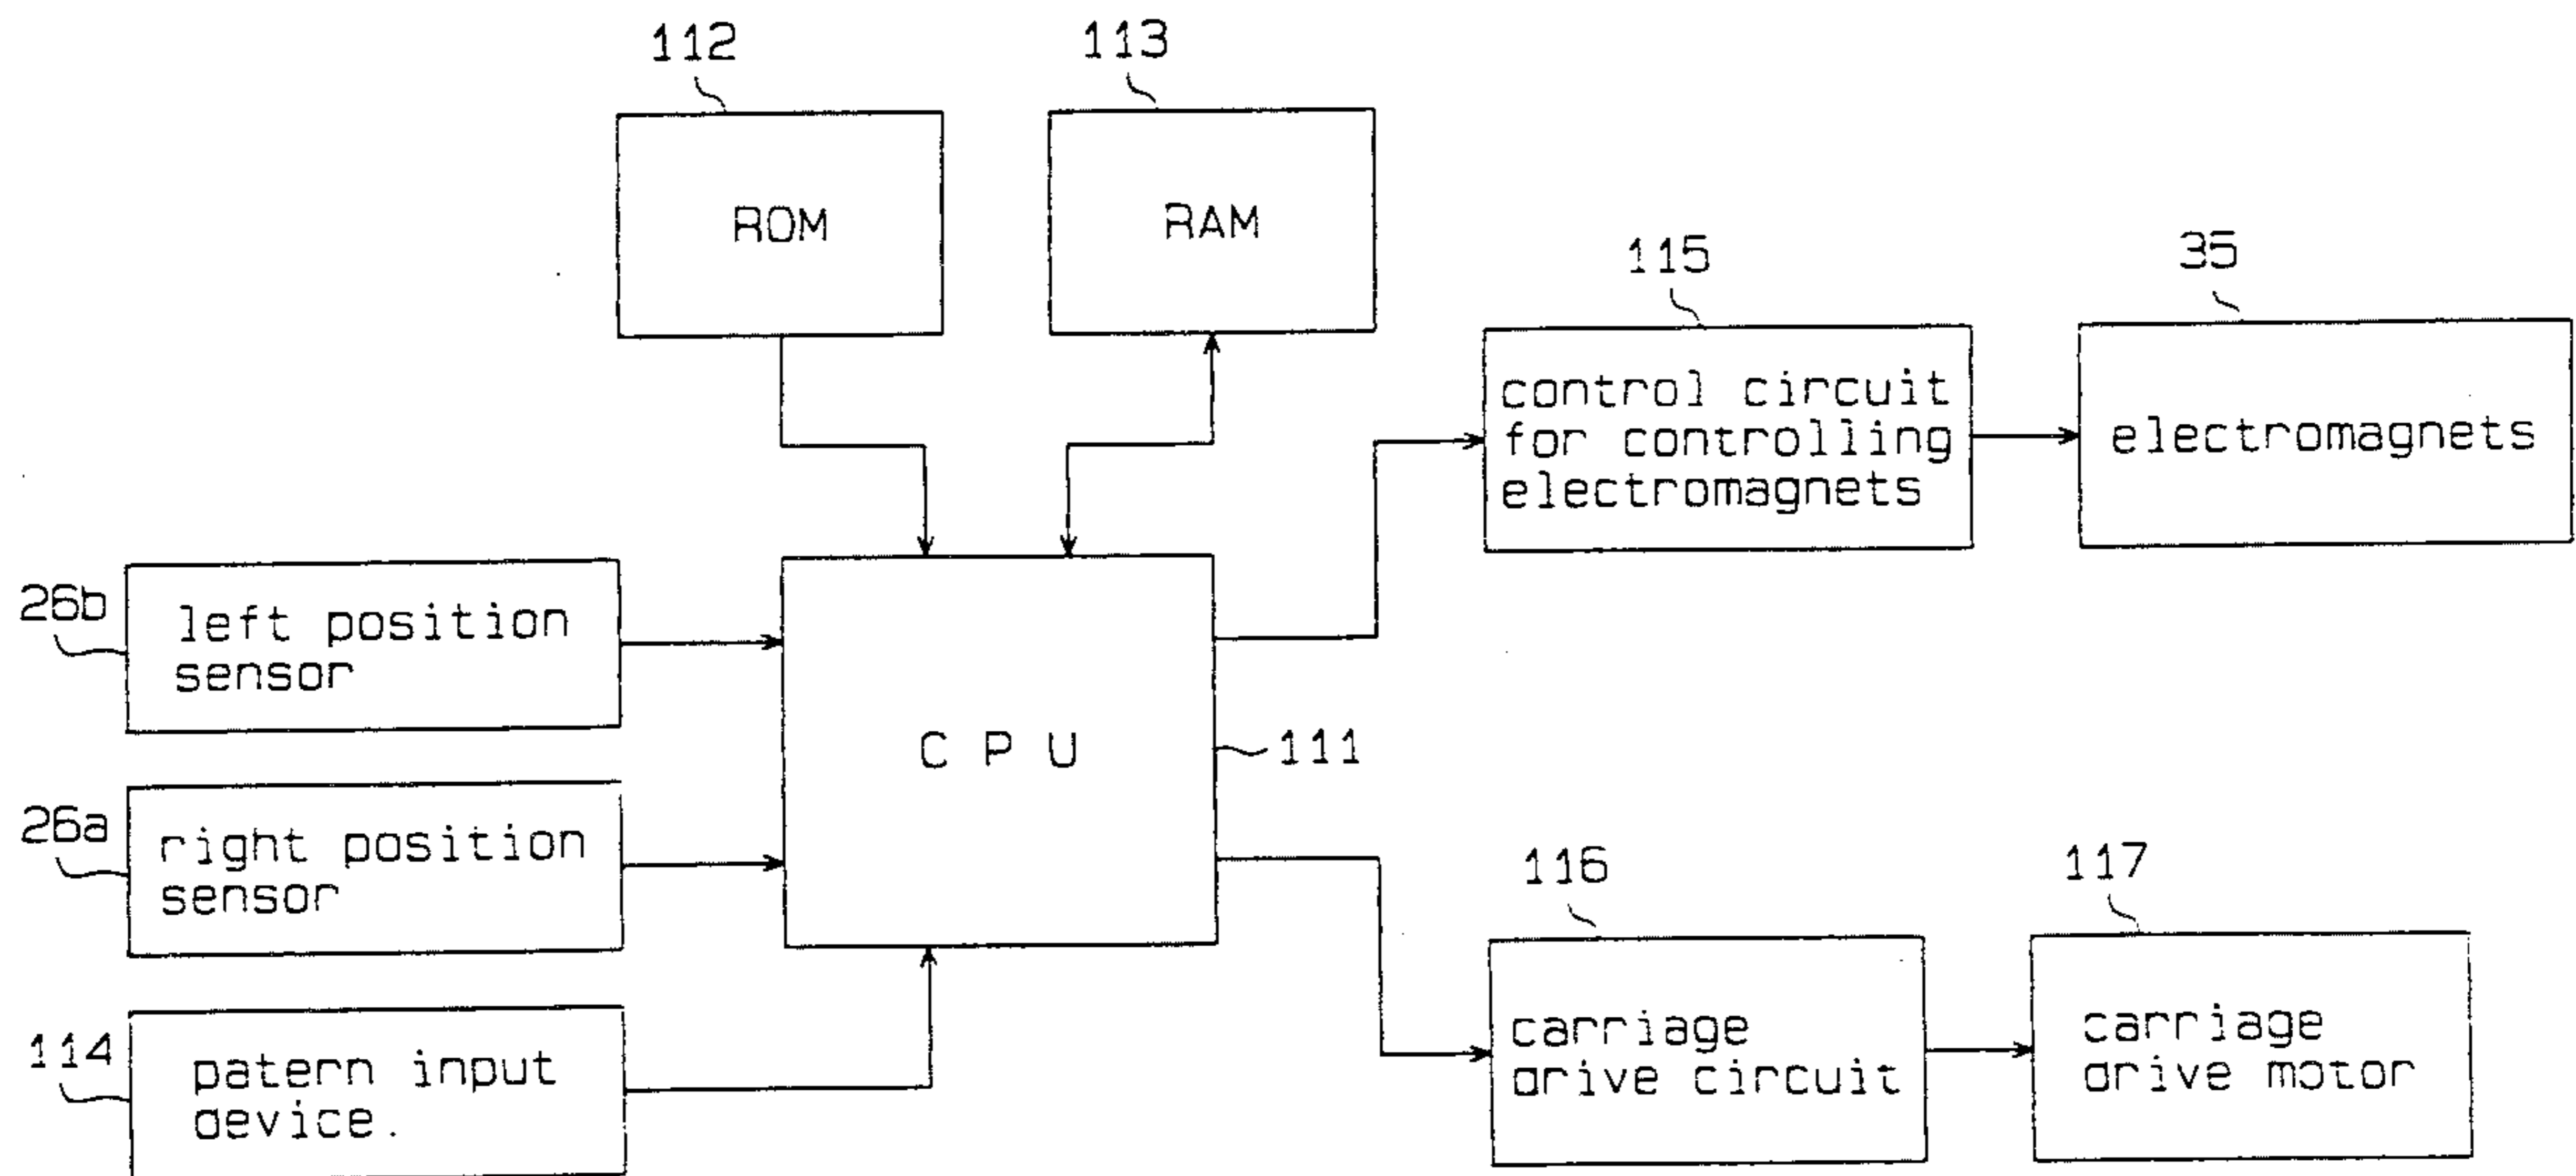 112
113
ROM
RAM
115
35
control circuit
for controlling
electromagnets
electromagnets
26b
left position
sensor
CPU
111
26a
right position
sensor
116
117
114
patern input
device.
carriage
drive circuit
carriage
drive motor